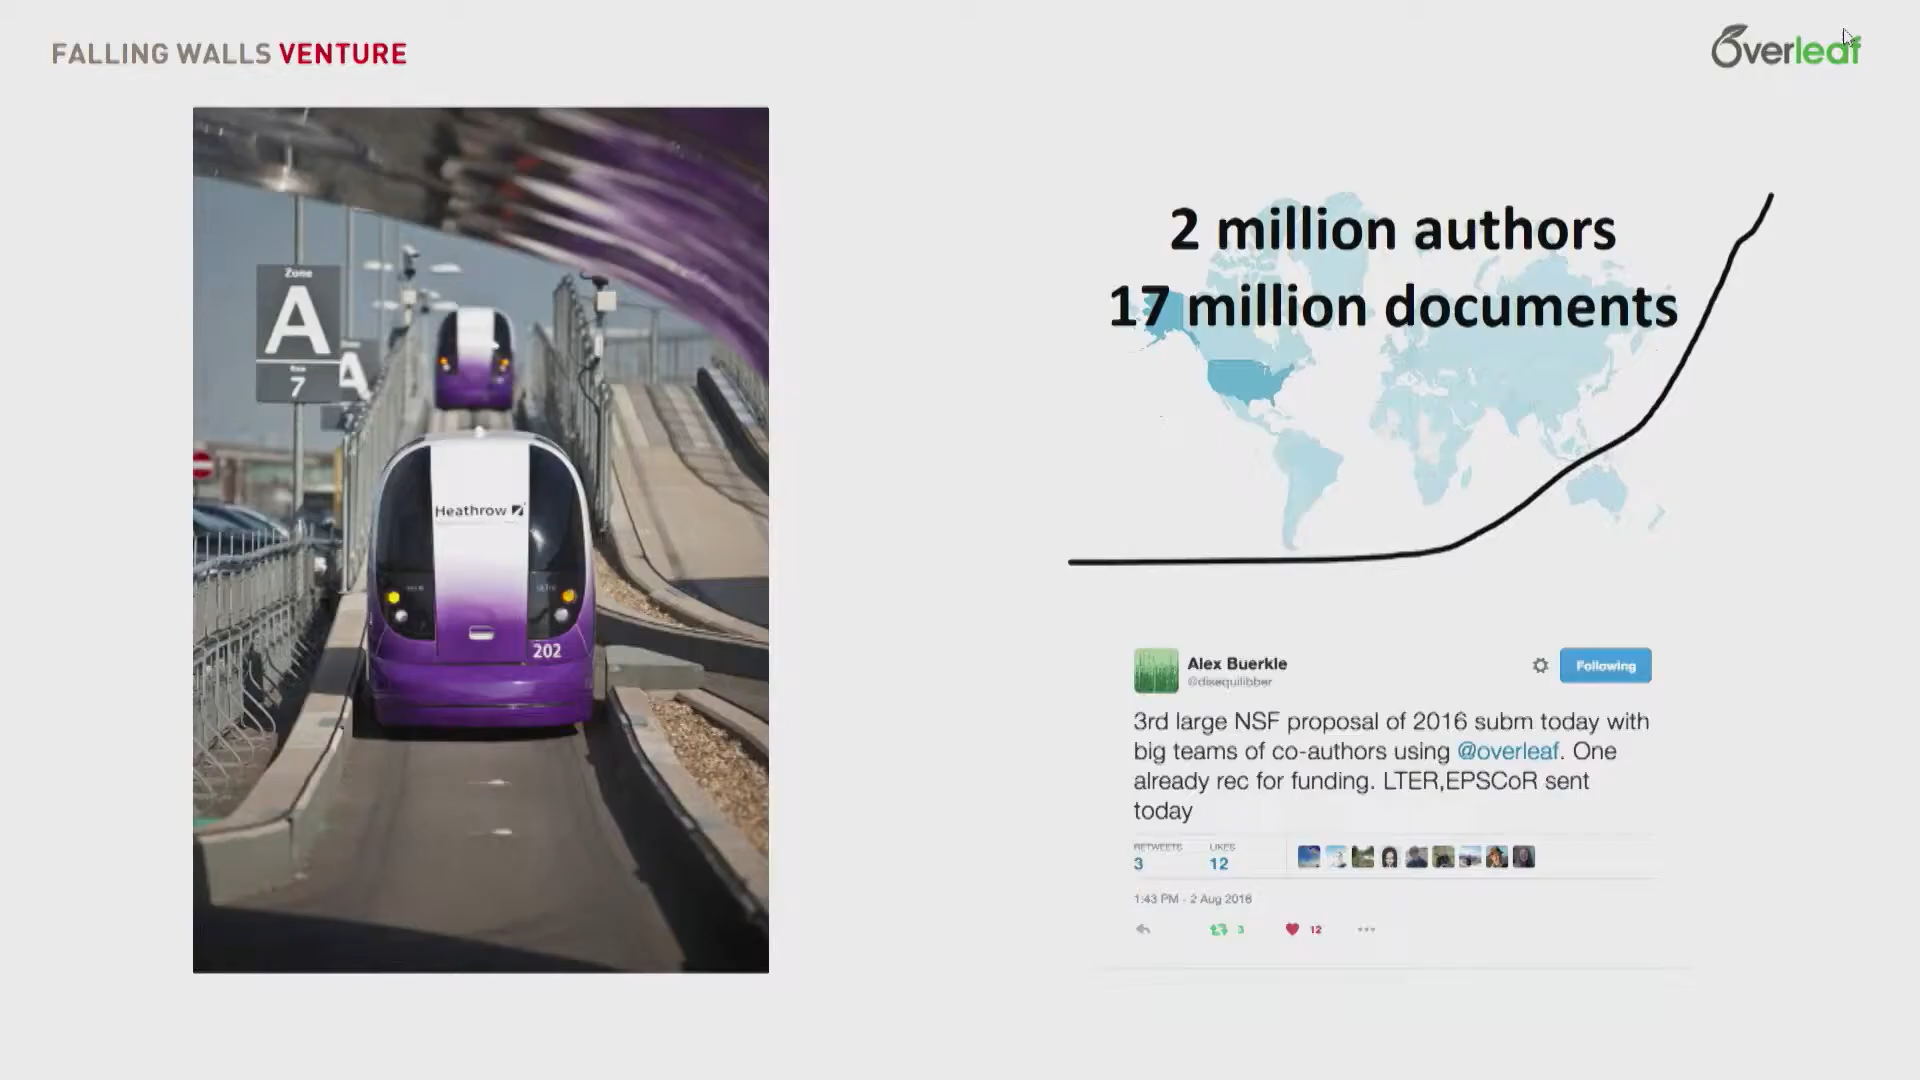 FALLING WALLS VENTURE
Overleaf
Zone
A
7
A
Heathrow
202
2 million authors
17 million documents
Alex Buerkle
@disequilibber
Following
3rd large NSF proposal of 2016 subm today with
big teams of co-authors using @overleaf. One
already rec for funding. LTER,EPSCoR sent
today
RETWEETS LIKES
3 12
1:43 PM - 2 Aug 2016
3 12